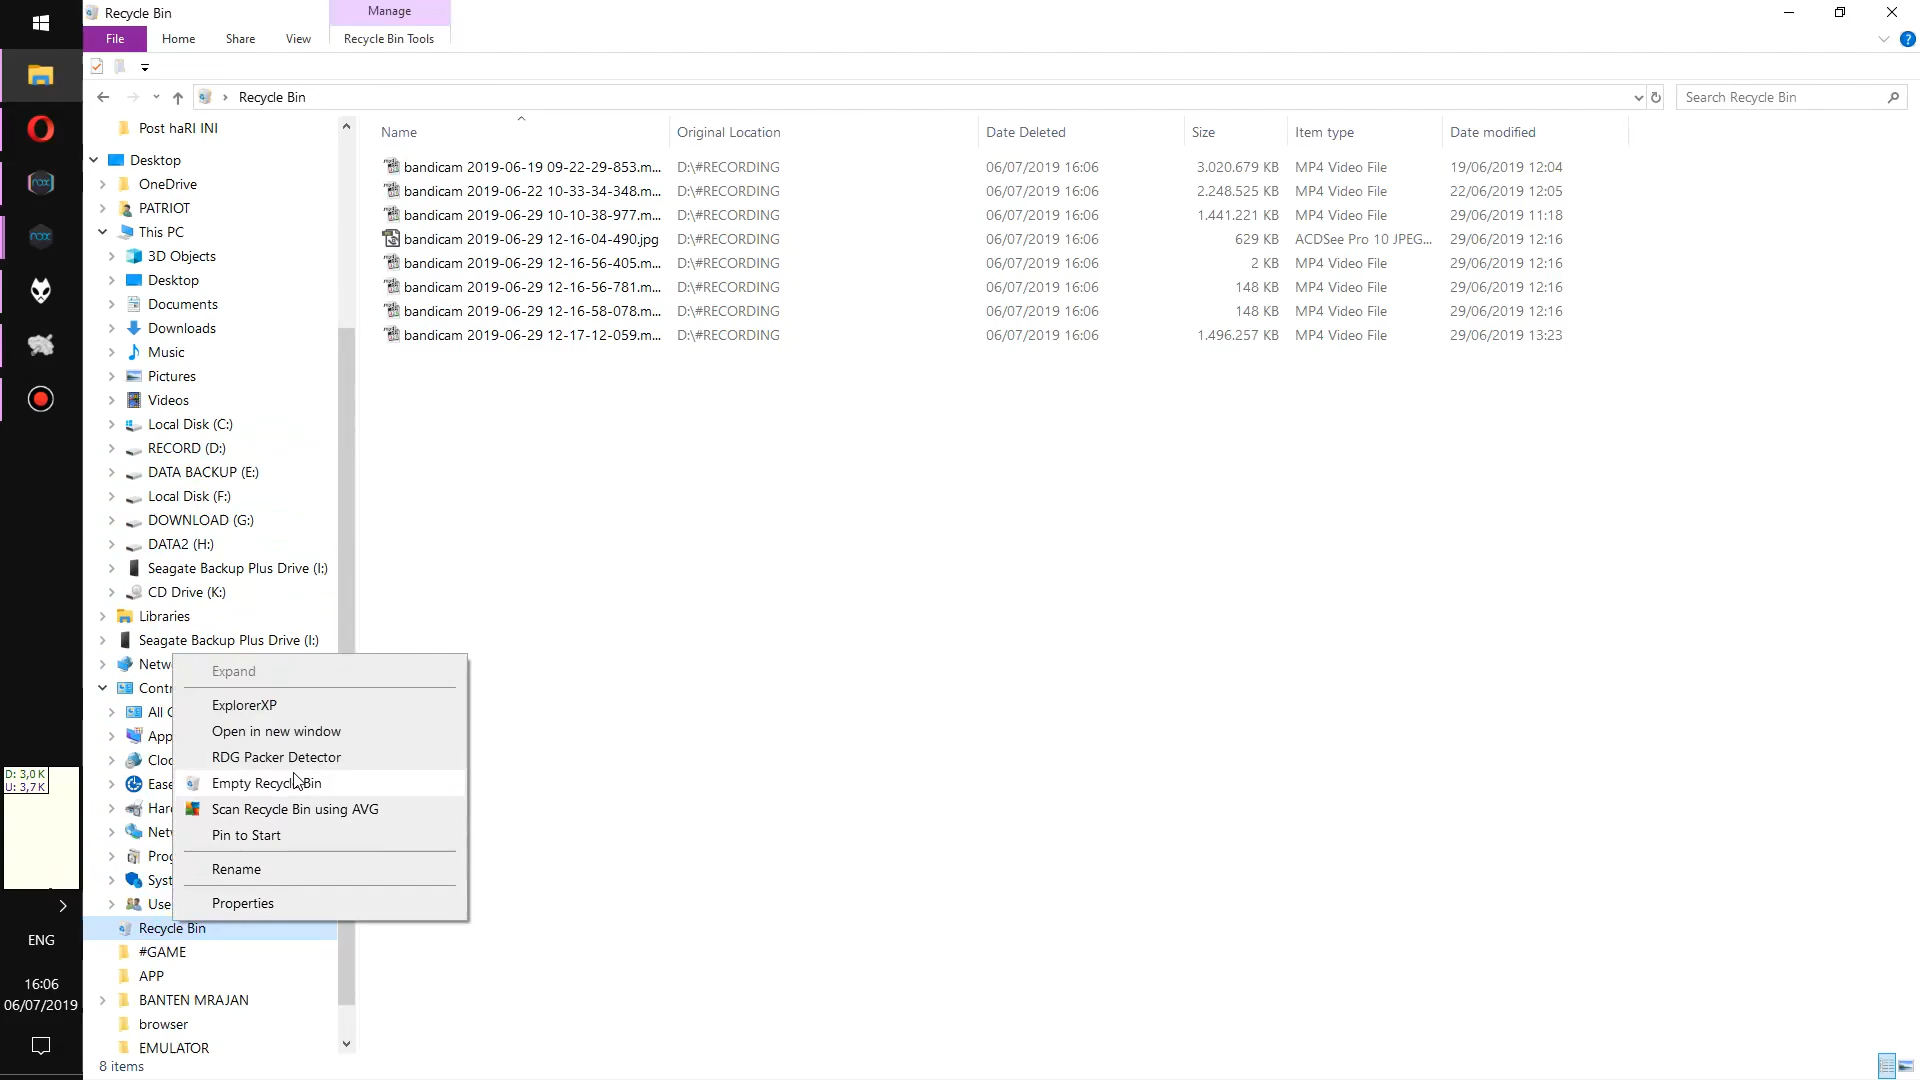 Recycle Bin
Manage
File
Home
Share
View
Recycle Bin Tools
Recycle Bin
Search Recycle Bin
Name
Original Location
Date Deleted
Size
Item type
Date modified
bandicam 2019-06-19 09-22-29-853.m... D:\#RECORDING 06/07/2019 16:06 3.020.679 KB MP4 Video File 19/06/2019 12:04
bandicam 2019-06-22 10-33-34-348.m... D:\#RECORDING 06/07/2019 16:06 2.248.525 KB MP4 Video File 22/06/2019 12:05
bandicam 2019-06-29 10-10-38-977.m... D:\#RECORDING 06/07/2019 16:06 1.441.221 KB MP4 Video File 29/06/2019 11:18
bandicam 2019-06-29 12-16-04-490.jpg D:\#RECORDING 06/07/2019 16:06 629 KB ACDSee Pro 10 JPEG... 29/06/2019 12:16
bandicam 2019-06-29 12-16-56-405.m... D:\#RECORDING 06/07/2019 16:06 2 KB MP4 Video File 29/06/2019 12:16
bandicam 2019-06-29 12-16-56-781.m... D:\#RECORDING 06/07/2019 16:06 148 KB MP4 Video File 29/06/2019 12:16
bandicam 2019-06-29 12-16-58-078.m... D:\#RECORDING 06/07/2019 16:06 148 KB MP4 Video File 29/06/2019 12:16
bandicam 2019-06-29 12-17-12-059.m... D:\#RECORDING 06/07/2019 16:06 1.496.257 KB MP4 Video File 29/06/2019 13:23
Post haRI INI
Desktop
OneDrive
PATRIOT
This PC
3D Objects
Desktop
Documents
Downloads
Music
Pictures
Videos
Local Disk (C:)
RECORD (D:)
DATA BACKUP (E:)
Local Disk (F:)
DOWNLOAD (G:)
DATA2 (H:)
Seagate Backup Plus Drive (I:)
CD Drive (K:)
Libraries
Seagate Backup Plus Drive (I:)
Netw
Contr
All C
App
Cloc
Ease
Har
Netw
Prog
Syst
Use
Recycle Bin
#GAME
APP
BANTEN MRAJAN
browser
EMULATOR
8 items
Expand
ExplorerXP
Open in new window
RDG Packer Detector
Empty Recycle Bin
Scan Recycle Bin using AVG
Pin to Start
Rename
Properties
nox
nox
D: 3,0 K
U: 3,7 K
ENG
16:06
06/07/2019